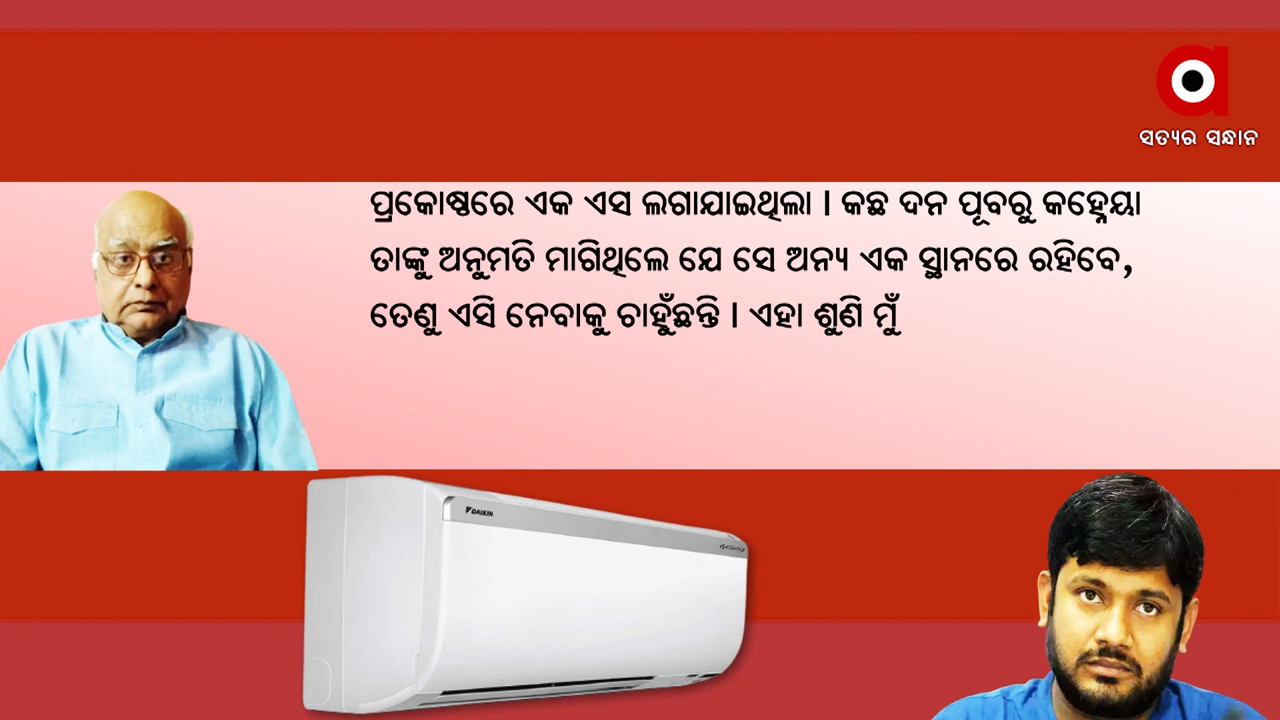 ସତ୍ୟର ସନ୍ଧାନ
ପ୍ରକୋଷ୍ଠରେ ଏକ ଏସ ଲଗାଯାଇଥିଲା । କଛ ଦନ ପୂବରୁ କହ୍ନେୟା
ତାଙ୍କୁ ଅନୁମତି ମାଗିଥିଲେ ଯେ ସେ ଅନ୍ୟ ଏକ ସ୍ଥାନରେ ରହିବେ,
ତେଣୁ ଏସି ନେବାକୁ ଚାହୁଁଛନ୍ତି । ଏହା ଶୁଣି ମୁଁ
DAIKIN